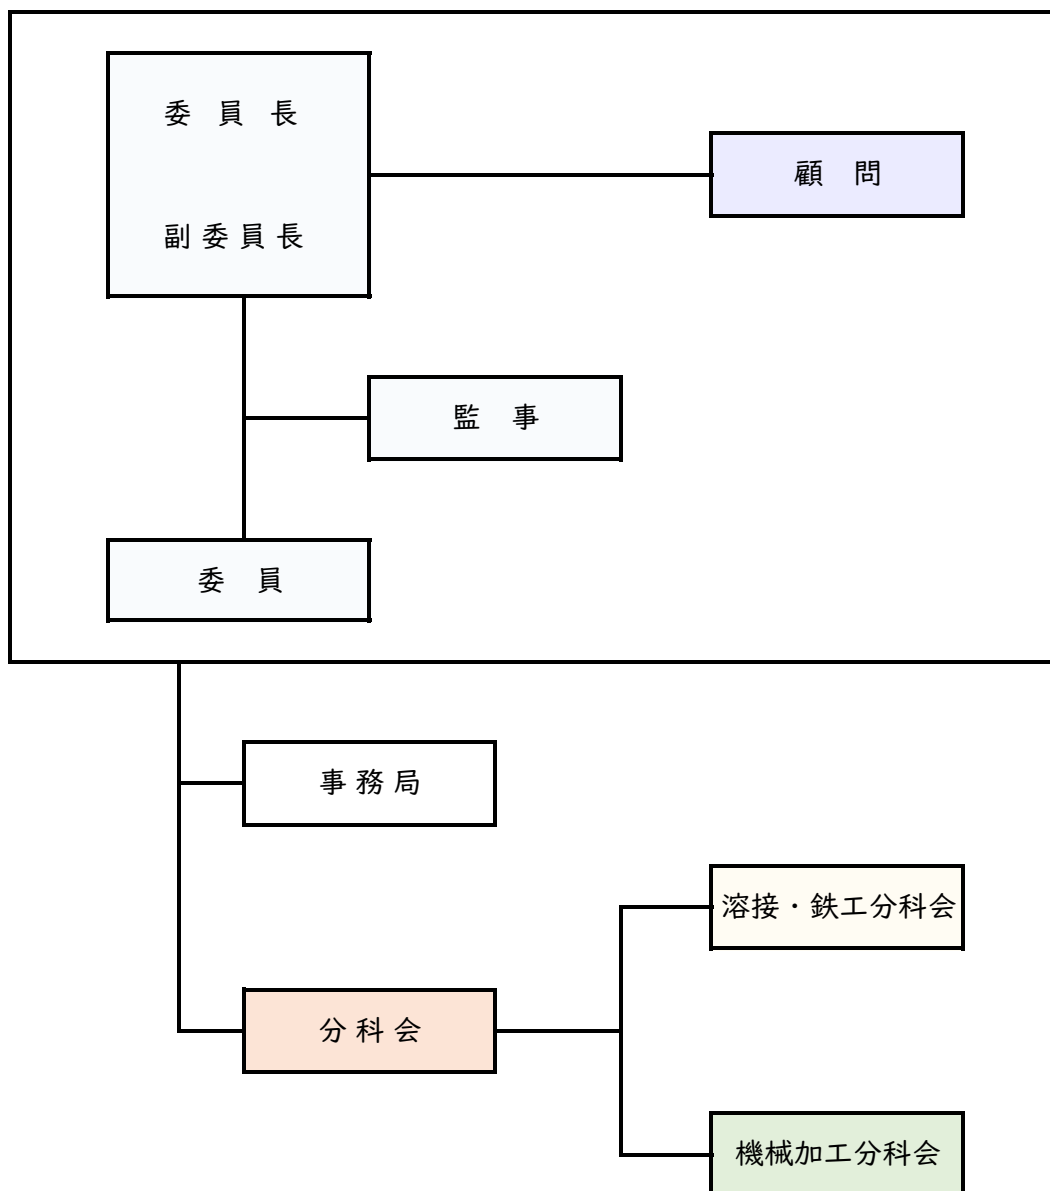 委 員 長
顧 問
副 委 員 長
監 事
委 員
事 務 局
溶接・鉄工分科会
分 科 会
機械加工分科会